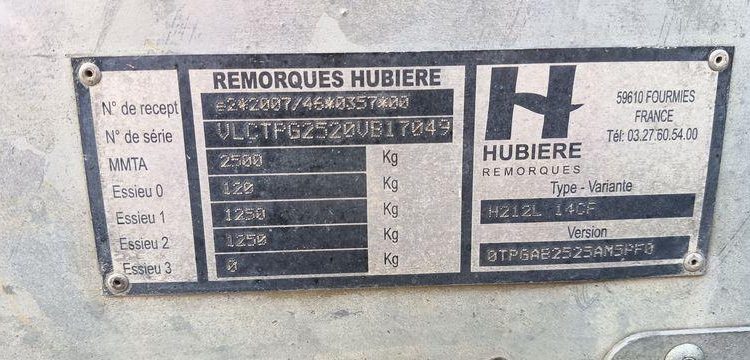 REMORQUES HUBIERE
N° de recept e2*2007/46*0357*00
N° de série VLCTPG2520VB17049
MMTA 2500 Kg
Essieu 0 120 Kg
Essieu 1 1250 Kg
Essieu 2 1250 Kg
Essieu 3 0 Kg
H
HUBIERE
REMORQUES
59610 FOURMIES
FRANCE
Tél: 03.27.60.54.00
Type - Variante
H212L 14CF
Version
0TPGAB2525AM5PF0